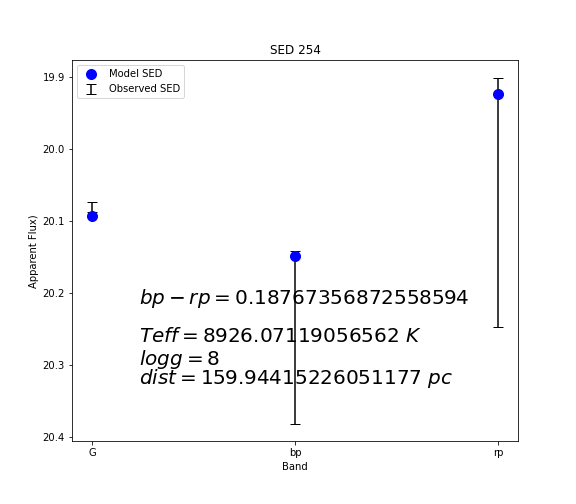 SED 254
Model SED
Observed SED
19.9
20.0
20.1
20.2
20.3
20.4
Apparent Flux)
bp − rp = 0.18767356872558594
Teff = 8926.07119056562 K
logg = 8
dist = 159.94415226051177 pc
G
bp
rp
Band